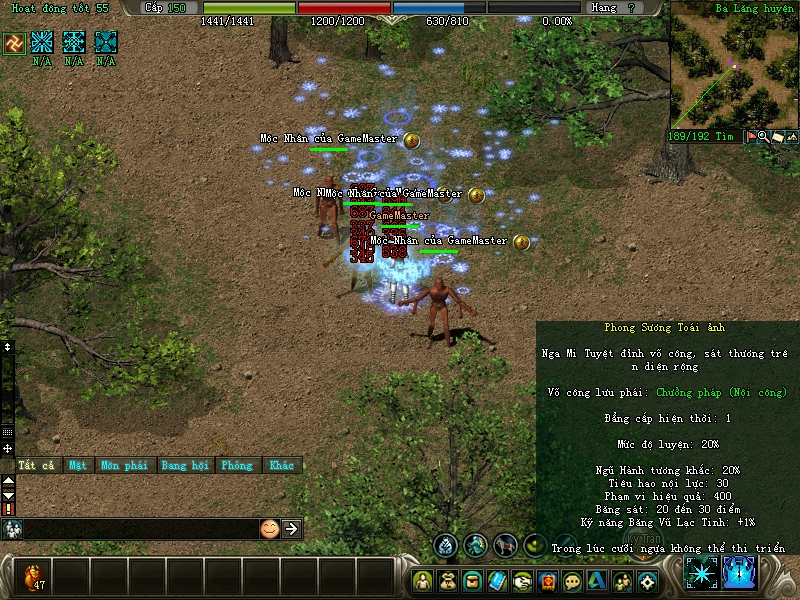 Hoạt động tốt 55
Cấp 150
Hạng ?
Ba Lăng huyện
1441/1441
1200/1200
630/810
0.00%
N/A
N/A
N/A
189/192 Tìm
Mộc Nhân của GameMaster
Mộc Nhân của GameMaster
GameMaster
Mộc Nhân của GameMaster
Phong Sương Toái ảnh
Nga Mi Tuyệt đỉnh võ công, sát thương trê
n diện rộng
Võ công lưu phái: Chưởng pháp (Nội công)
Đẳng cấp hiện thời: 1
Mức độ luyện: 20%
Ngũ Hành tương khắc: 20%
Tiêu hao nội lực: 30
Phạm vi hiệu quả: 400
Băng sát: 20 đến 30 điểm
Kỹ năng Băng Vũ Lạc Tinh: +1%
Kỳ Trân
Trong lúc cưỡi ngựa không thể thi triển
Tất cả
Mật
Môn phái
Bang hội
Phòng
Khác
47